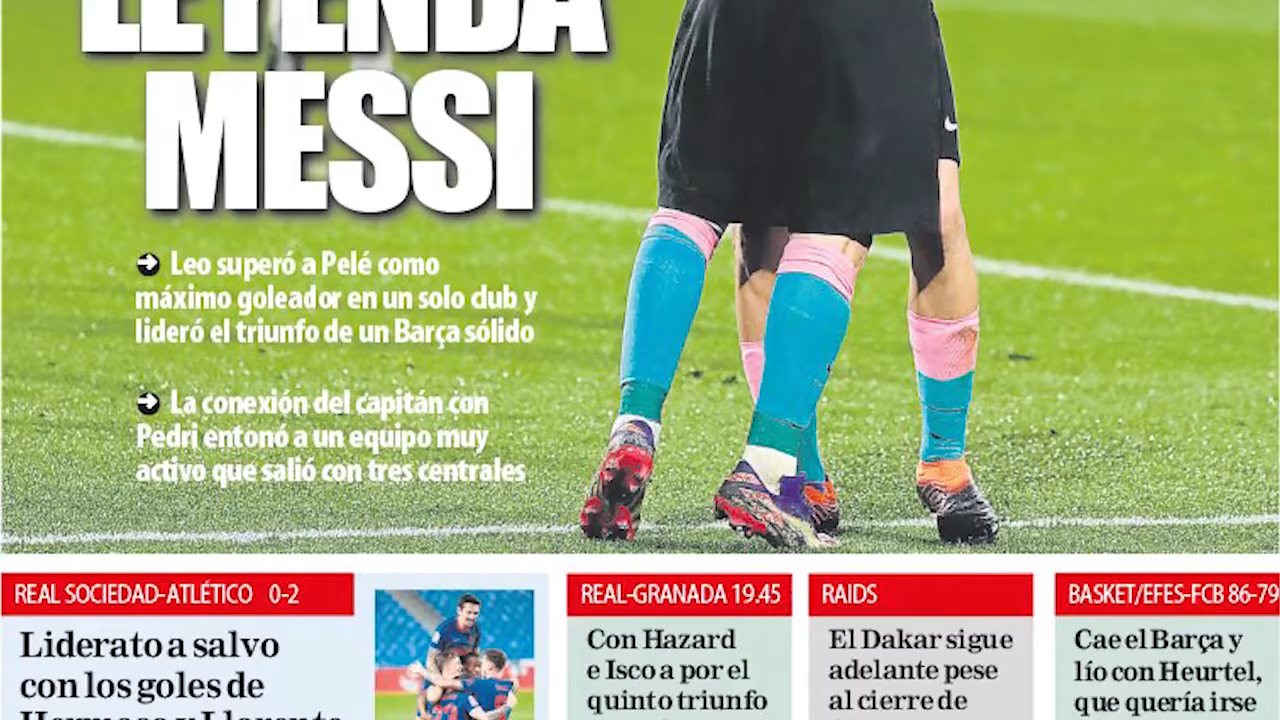 LEYENDA
MESSI
Leo superó a Pelé como
máximo goleador en un solo club y
lideró el triunfo de un Barça sólido
La conexión del capitán con
Pedri entonó a un equipo muy
activo que salió con tres centrales
REAL SOCIEDAD-ATLÉTICO 0-2
Liderato a salvo
con los goles de
Hermoso y Llorente
REAL-GRANADA 19.45
Con Hazard
e Isco a por el
quinto triunfo
RAIDS
El Dakar sigue
adelante pese
al cierre de
BASKET/EFES-FCB 86-79
Cae el Barça y
lío con Heurtel,
que quería irse